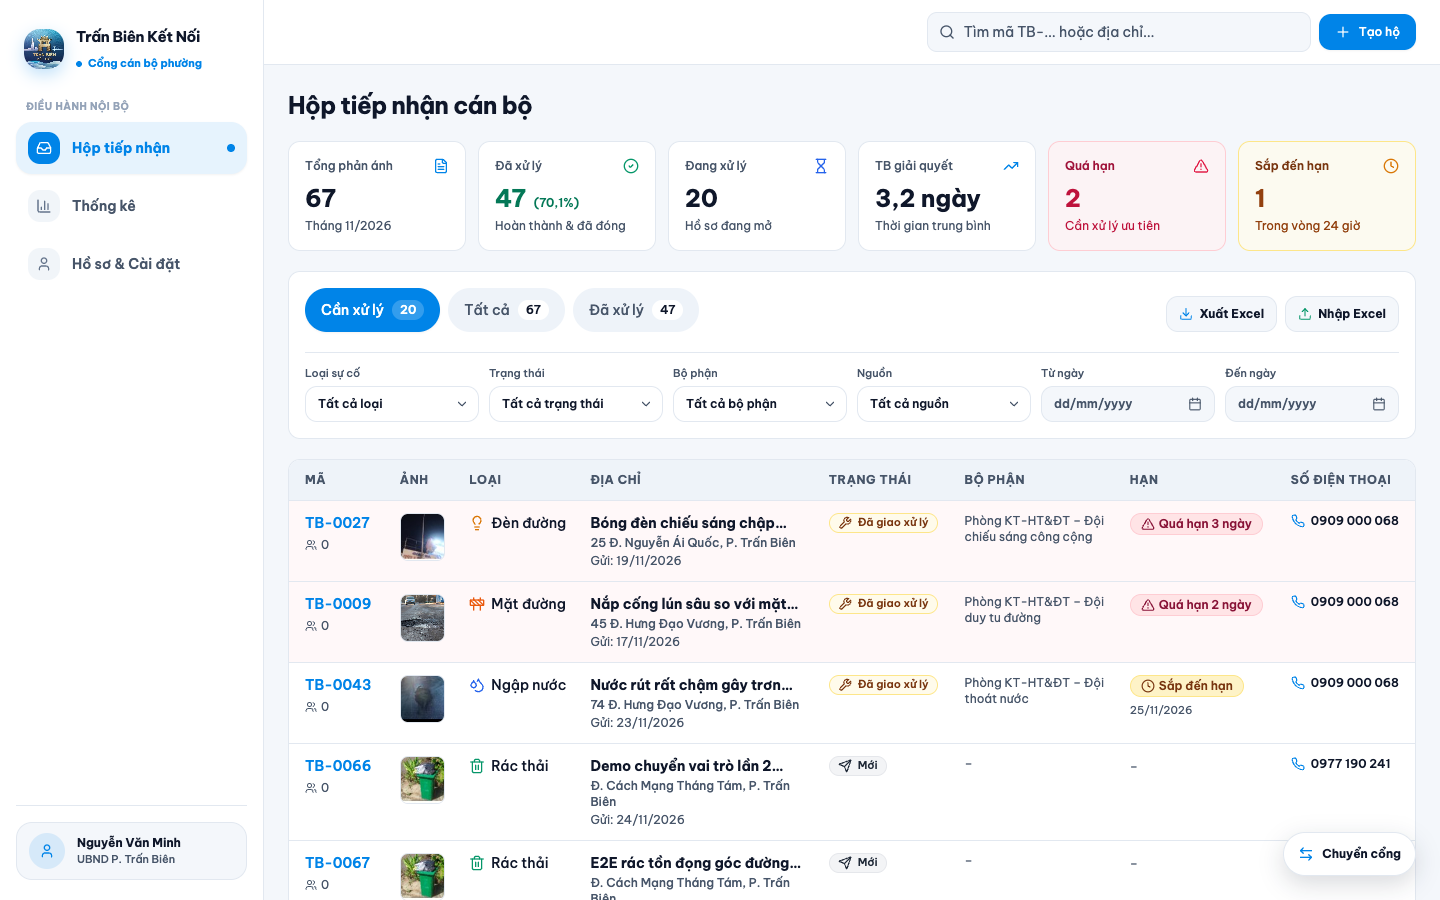 Trấn Biên Kết Nối
Cổng cán bộ phường
ĐIỀU HÀNH NỘI BỘ
Hộp tiếp nhận
Thống kê
Hồ sơ & Cài đặt
Nguyễn Văn Minh
UBND P. Trấn Biên
Tìm mã TB-... hoặc địa chỉ...
Tạo hộ
Hộp tiếp nhận cán bộ
Tổng phản ánh
67
Tháng 11/2026
Đã xử lý
47 (70,1%)
Hoàn thành & đã đóng
Đang xử lý
20
Hồ sơ đang mở
TB giải quyết
3,2 ngày
Thời gian trung bình
Quá hạn
2
Cần xử lý ưu tiên
Sắp đến hạn
1
Trong vòng 24 giờ
Cần xử lý 20
Tất cả 67
Đã xử lý 47
Xuất Excel
Nhập Excel
Loại sự cố
Tất cả loại
Trạng thái
Tất cả trạng thái
Bộ phận
Tất cả bộ phận
Nguồn
Tất cả nguồn
Từ ngày
dd/mm/yyyy
Đến ngày
dd/mm/yyyy
MÃ ẢNH LOẠI ĐỊA CHỈ TRẠNG THÁI BỘ PHẬN HẠN SỐ ĐIỆN THOẠI
TB-0027
0
Đèn đường
Bóng đèn chiếu sáng chập...
25 Đ. Nguyễn Ái Quốc, P. Trấn Biên
Gửi: 19/11/2026
Đã giao xử lý
Phòng KT-HT&ĐT – Đội
chiếu sáng công cộng
Quá hạn 3 ngày
0909 000 068
TB-0009
0
Mặt đường
Nắp cống lún sâu so với mặt...
45 Đ. Hưng Đạo Vương, P. Trấn Biên
Gửi: 17/11/2026
Đã giao xử lý
Phòng KT-HT&ĐT – Đội
duy tu đường
Quá hạn 2 ngày
0909 000 068
TB-0043
0
Ngập nước
Nước rút rất chậm gây trơn...
74 Đ. Hưng Đạo Vương, P. Trấn Biên
Gửi: 23/11/2026
Đã giao xử lý
Phòng KT-HT&ĐT – Đội
thoát nước
Sắp đến hạn
25/11/2026
0909 000 068
TB-0066
0
Rác thải
Demo chuyển vai trò lần 2...
Đ. Cách Mạng Tháng Tám, P. Trấn
Biên
Gửi: 24/11/2026
Mới
–
–
0977 190 241
TB-0067
0
Rác thải
E2E rác tồn đọng góc đường...
Đ. Cách Mạng Tháng Tám, P. Trấn
Biên
Mới
–
–
Chuyển cổng